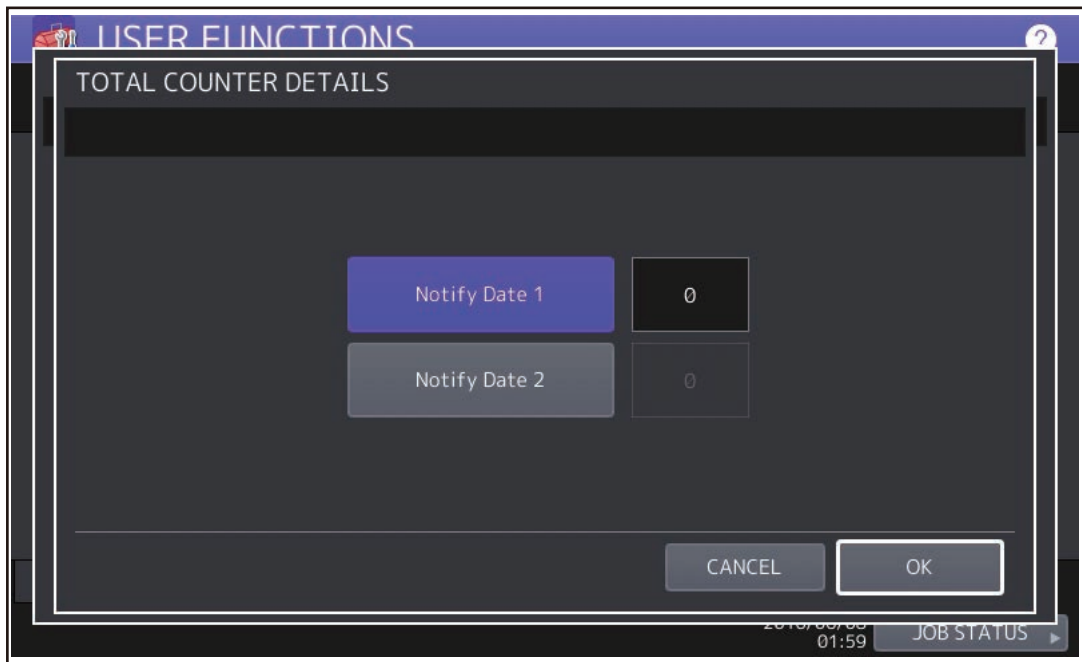 USER FUNCTIONS
?
TOTAL COUNTER DETAILS
Notify Date 1
0
Notify Date 2
0
CANCEL
OK
01:59
JOB STATUS